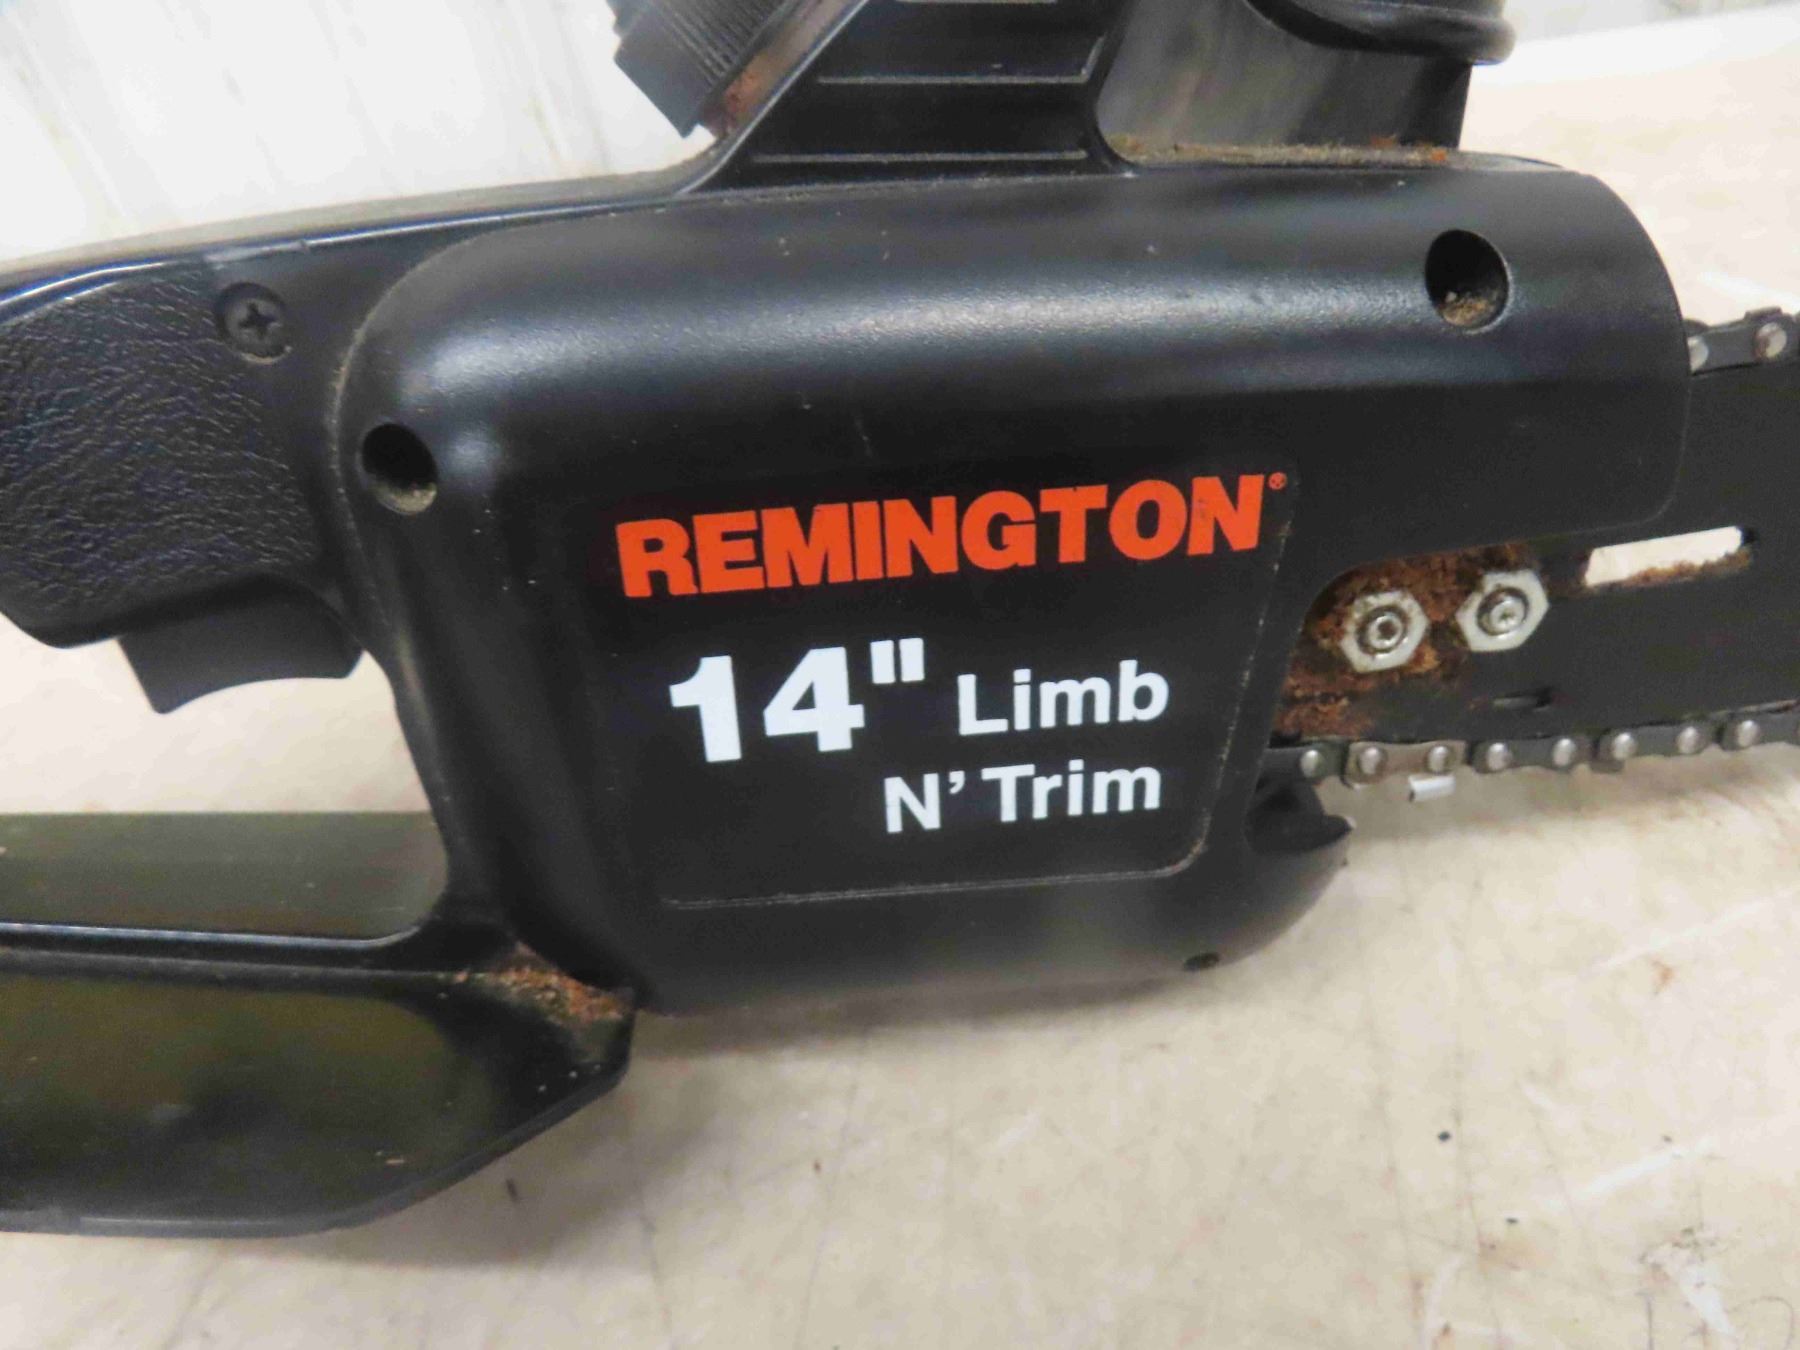 REMINGTON®
14" Limb
N' Trim